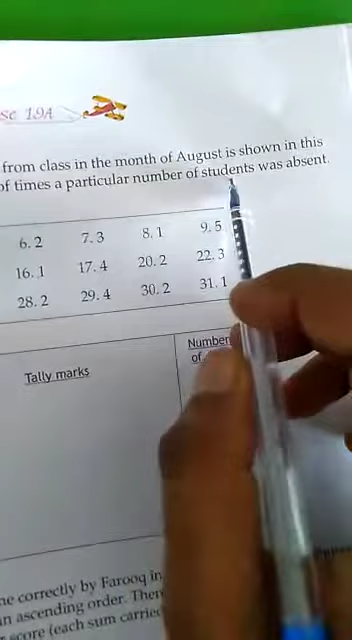 se 19A
from class in the month of August is shown in this
of times a particular number of students was absent.
6. 2 7. 3 8. 1 9. 5
16. 1 17. 4 20. 2 22. 3
28. 2 29. 4 30. 2 31. 1
Tally marks
Number
of
ne correctly by Farooq in
n ascending order. Then
score (each sum carried